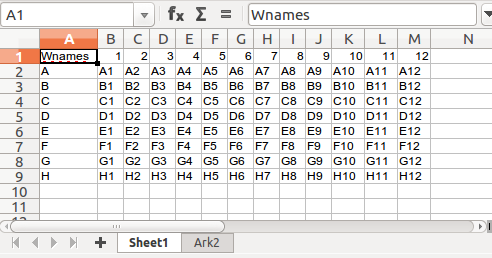 A1 fx Σ = Wnames
A B C D E F G H I J K L M N
1 Wnames 1 2 3 4 5 6 7 8 9 10 11 12
2 A A1 A2 A3 A4 A5 A6 A7 A8 A9 A10 A11 A12
3 B B1 B2 B3 B4 B5 B6 B7 B8 B9 B10 B11 B12
4 C C1 C2 C3 C4 C5 C6 C7 C8 C9 C10 C11 C12
5 D D1 D2 D3 D4 D5 D6 D7 D8 D9 D10 D11 D12
6 E E1 E2 E3 E4 E5 E6 E7 E8 E9 E10 E11 E12
7 F F1 F2 F3 F4 F5 F6 F7 F8 F9 F10 F11 F12
8 G G1 G2 G3 G4 G5 G6 G7 G8 G9 G10 G11 G12
9 H H1 H2 H3 H4 H5 H6 H7 H8 H9 H10 H11 H12
10
11
Sheet1 Ark2